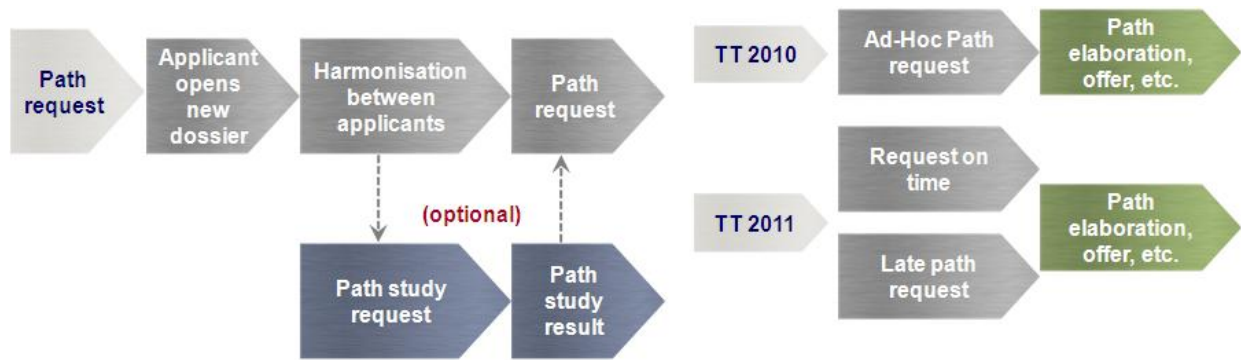 Path
request
Applicant
opens
new
dossier
Harmonisation
between
applicants
Path
request
(optional)
Path study
request
Path
study
result
TT 2010
Ad-Hoc Path
request
Path
elaboration,
offer, etc.
TT 2011
Request on
time
Late path
request
Path
elaboration,
offer, etc.